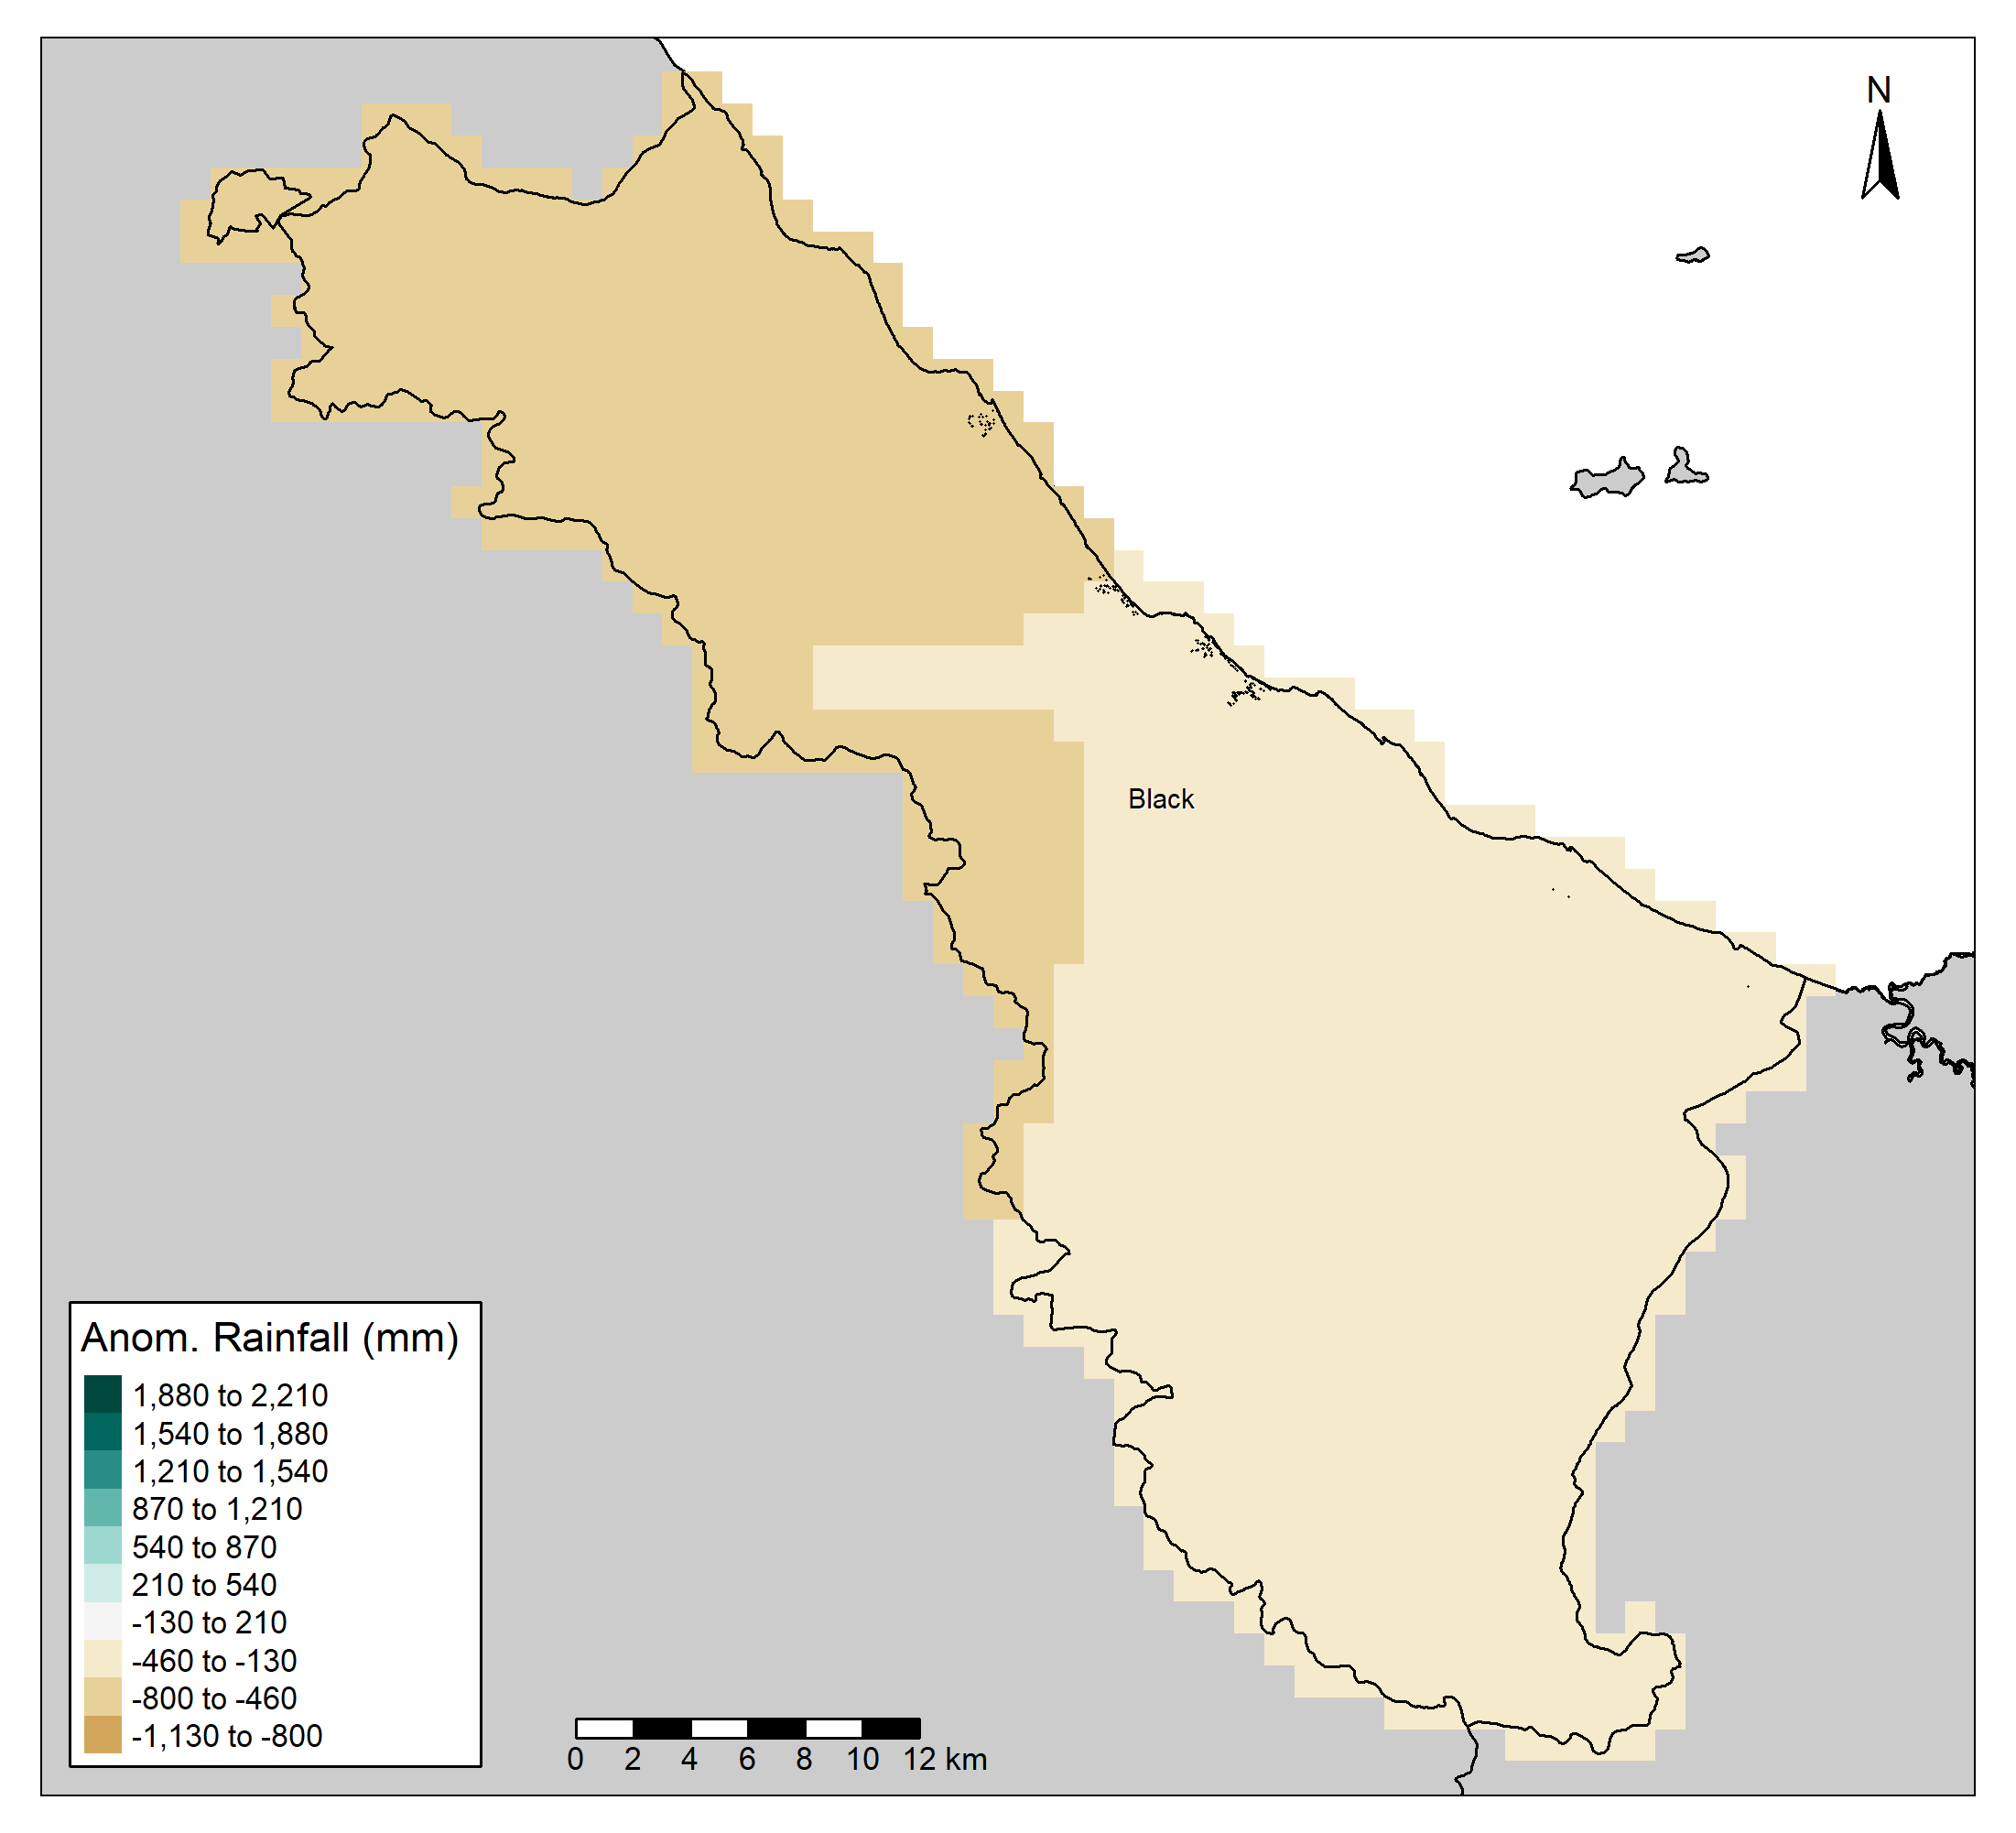 N
Black
Anom. Rainfall (mm)
1,880 to 2,210
1,540 to 1,880
1,210 to 1,540
870 to 1,210
540 to 870
210 to 540
-130 to 210
-460 to -130
-800 to -460
-1,130 to -800
0 2 4 6 8 10 12 km